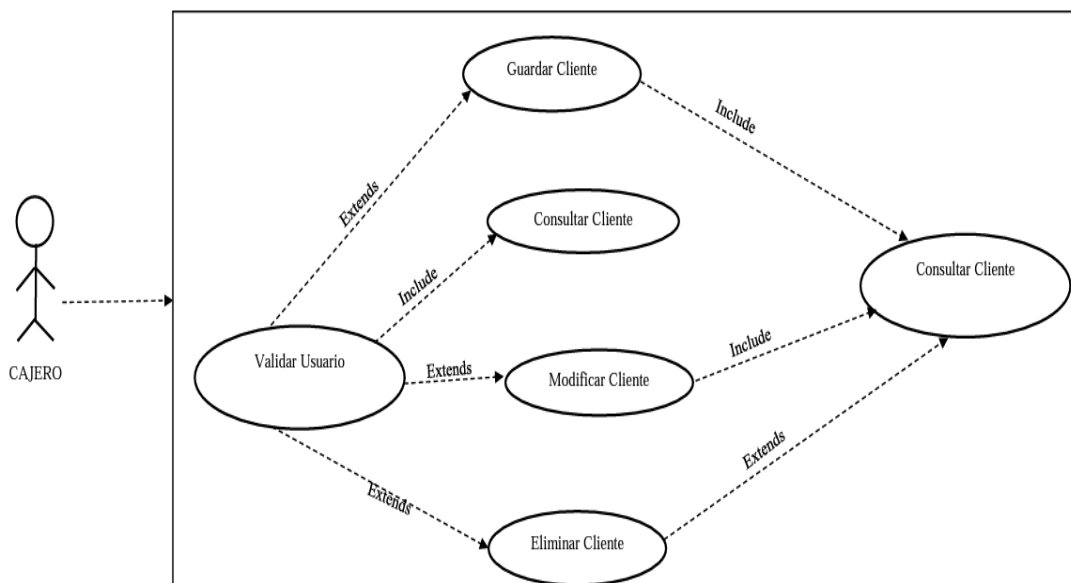 Guardar Cliente
Include
Extends
Consultar Cliente
Include
Consultar Cliente
CAJERO
Validar Usuario
Extends
Modificar Cliente
Include
Extends
Extends
Eliminar Cliente